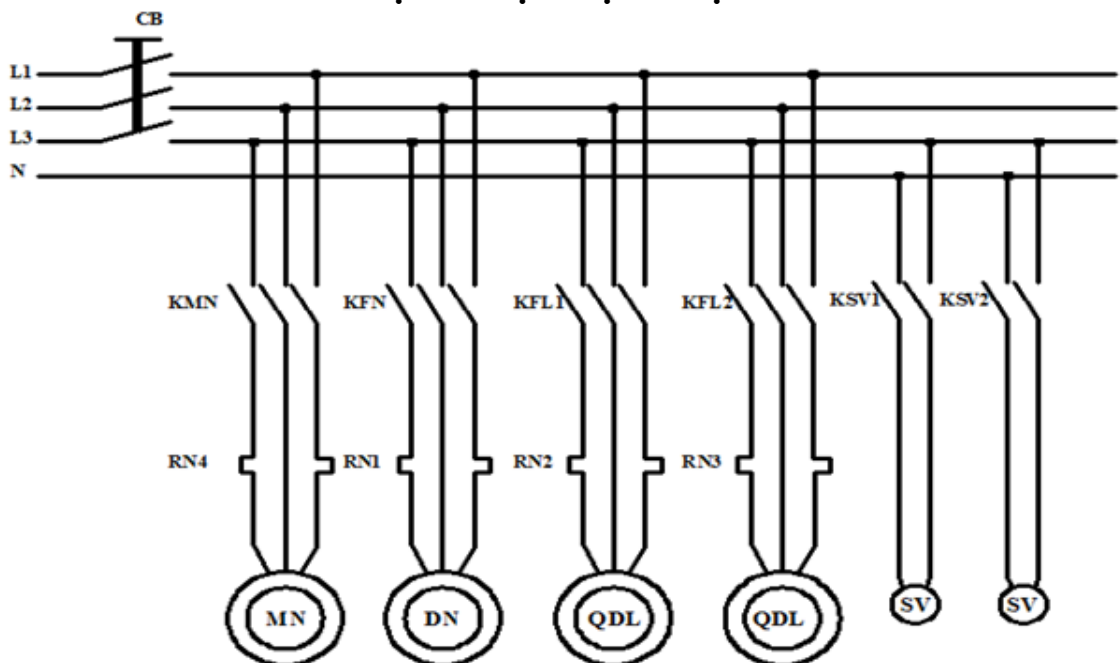 CB
L1
L2
L3
N
KMN KFN KFL1 KFL2 KSV1 KSV2
RN4 RN1 RN2 RN3
MN DN QDL QDL SV SV